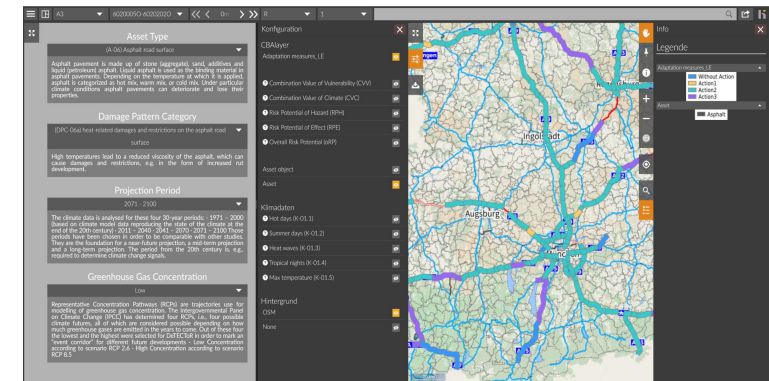 A3
6020005O-6020202O
0m
R
1
Asset Type
(A-06) Asphalt road surface
Asphalt pavement is made up of stone (aggregate), sand, additives and
liquid (petroleum) asphalt. Liquid asphalt is used as the binding material in
asphalt pavements. Depending on the temperature at which it is applied,
asphalt is categorized as hot mix, warm mix, or cold mix. Under particular
climate conditions asphalt pavements can deteriorate and lose their
properties.
Damage Pattern Category
(DPC-06a) heat-related damages and restrictions on the asphalt road
surface
High temperatures lead to a reduced viscosity of the asphalt, which can
cause damages and restrictions, e.g. in the form of increased rut
development.
Projection Period
2071 - 2100
The climate data is analysed for these four 30-year periods: - 1971 – 2000
(based on climate model data reproducing the state of the climate at the
end of the 20th century) - 2011 – 2040 - 2041 – 2070 - 2071 – 2100 Those
periods have been chosen in order to be comparable with other studies.
They are the foundation for a near-future projection, a mid-term projection
and a long-term projection. The period from the 20th century is, e.g.,
required to determine climate change signals.
Greenhouse Gas Concentration
Low
Representative Concentration Pathways (RCPs) are trajectories use for
modelling of greenhouse gas concentration. The Intergovernmental Panel
on Climate Change (IPCC) has determined four RCPs, i.e., four possible
climate futures, all of which are considered possible depending on how
much greenhouse gases are emitted in the years to come. Out of these four
the lowest and the highest were selected for DeTECToR in order to mark an
"event corridor" for different future developments - Low Concentration
according to scenario RCP 2.6 - High Concentration according to scenario
RCP 8.5
Konfiguration
CBAlayer
Adaptation measures_LE
Combination Value of Vulnerability (CVV)
Combination Value of Climate (CVC)
Risk Potential of Hazard (RPH)
Risk Potential of Effect (RPE)
Overall Risk Potential (oRP)
Asset object
Asset
Klimadaten
Hot days (K-01.1)
Summer days (K-01.2)
Heat waves (K-01.3)
Tropical nights (K-01.4)
Max temperature (K-01.5)
Hintergrund
OSM
None
Ingolstadt
Augsburg
Info
Legende
Adaptation measures_LE
Without Action
Action1
Action2
Action3
Asset
Asphalt